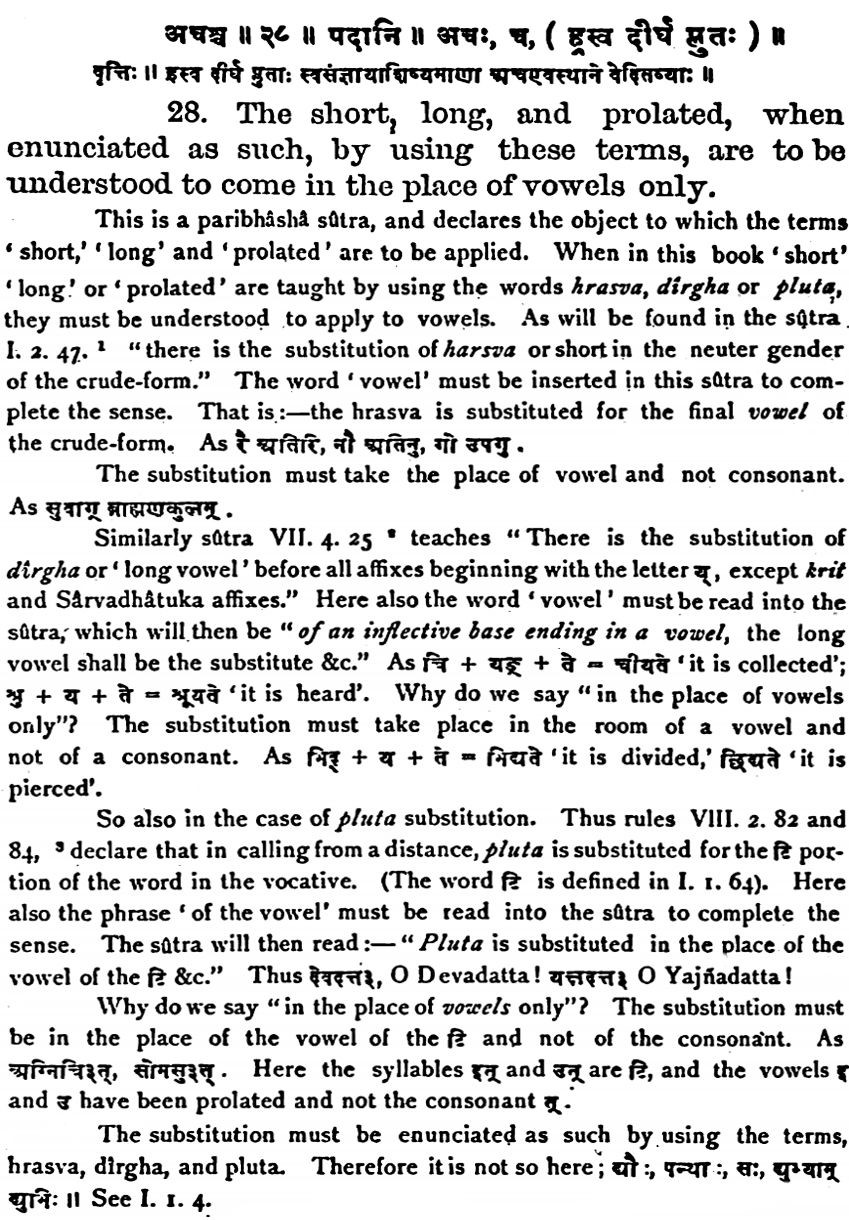 अचश्च ॥ २८ ॥ पदानि ॥ अचः, च, ( ह्रस्व दीर्घ प्लुतः ) ॥
वृत्तिः ॥ ह्रस्व दीर्घ प्लुताः स्वसंज्ञायाशिष्यमाणा अचएवस्थाने वेदितव्याः ॥
28. The short, long, and prolated, when
enunciated as such, by using these terms, are to be
understood to come in the place of vowels only.
This is a paribhâshâ sûtra, and declares the object to which the terms
‘short,’ ‘long’ and ‘prolated’ are to be applied. When in this book ‘short’
‘long’ or ‘prolated’ are taught by using the words hrasva, dîrgha or pluta,
they must be understood to apply to vowels. As will be found in the sûtra
I. 2. 47. ¹ “there is the substitution of harsva or short in the neuter gender
of the crude-form.” The word ‘vowel’ must be inserted in this sûtra to com-
plete the sense. That is:—the hrasva is substituted for the final vowel of
the crude-form. As रै अतिरि, नौ अतिनु, गो उपगु.
The substitution must take the place of vowel and not consonant.
As सुवाग् ब्राह्मणकुलम्.
Similarly sûtra VII. 4. 25 ² teaches “There is the substitution of
dîrgha or ‘long vowel’ before all affixes beginning with the letter य्, except krit
and Sârvadhâtuka affixes.” Here also the word ‘vowel’ must be read into the
sûtra, which will then be “of an inflective base ending in a vowel, the long
vowel shall be the substitute &c.” As चि + यङ् + ते = चीयते ‘it is collected’;
श्रु + य + ते = श्रूयते ‘it is heard’. Why do we say “in the place of vowels
only”? The substitution must take place in the room of a vowel and
not of a consonant. As भिद् + य + ते = भिद्यते ‘it is divided,’ छिद्यते ‘it is
pierced’.
So also in the case of pluta substitution. Thus rules VIII. 2. 82 and
84, ³ declare that in calling from a distance, pluta is substituted for the टि por-
tion of the word in the vocative. (The word टि is defined in I. 1. 64). Here
also the phrase ‘of the vowel’ must be read into the sûtra to complete the
sense. The sûtra will then read:—“Pluta is substituted in the place of the
vowel of the टि &c.” Thus देवदत्त३, O Devadatta! यज्ञदत्त३ O Yajñadatta!
Why do we say “in the place of vowels only”? The substitution must
be in the place of the vowel of the टि and not of the consonant. As
अग्निचि३त्, सोमसु३त्. Here the syllables इत् and उत् are टि, and the vowels इ
and उ have been prolated and not the consonant त्.
The substitution must be enunciated as such by using the terms,
hrasva, dîrgha, and pluta. Therefore it is not so here; द्यौः, पन्थाः, सः, द्युभ्याम्
द्युभिः ॥ See I. 1. 4.